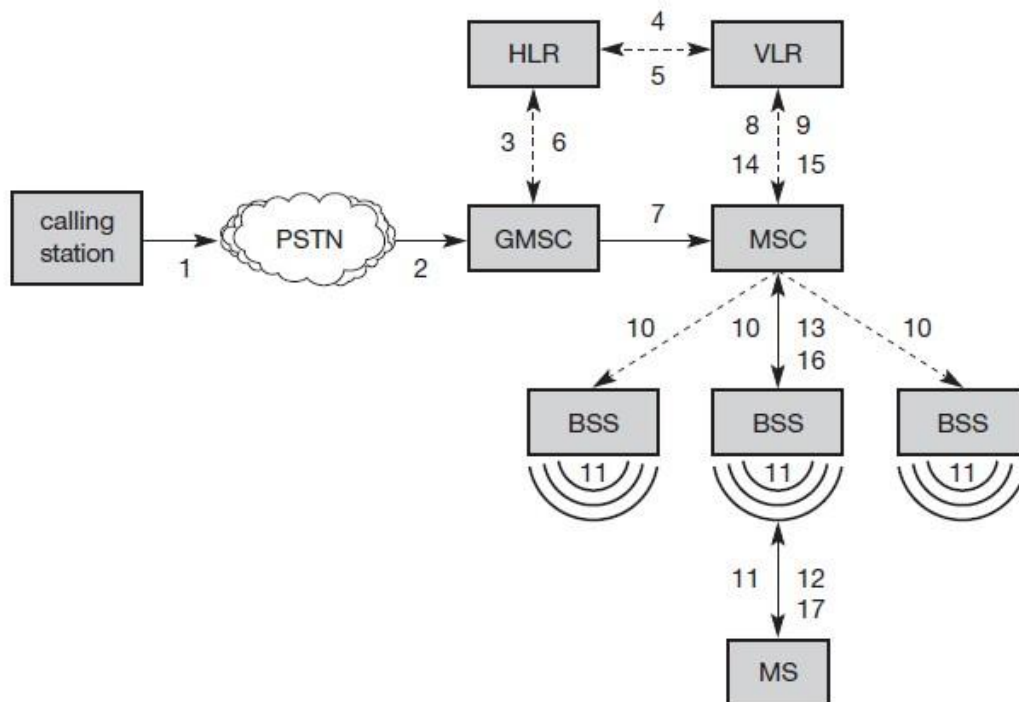 4
HLR
VLR
5
3 6
8 9
14 15
calling
station
PSTN
GMSC
7
MSC
1
2
10
10
13
10
16
BSS
BSS
BSS
11
11
11
11
12
17
MS